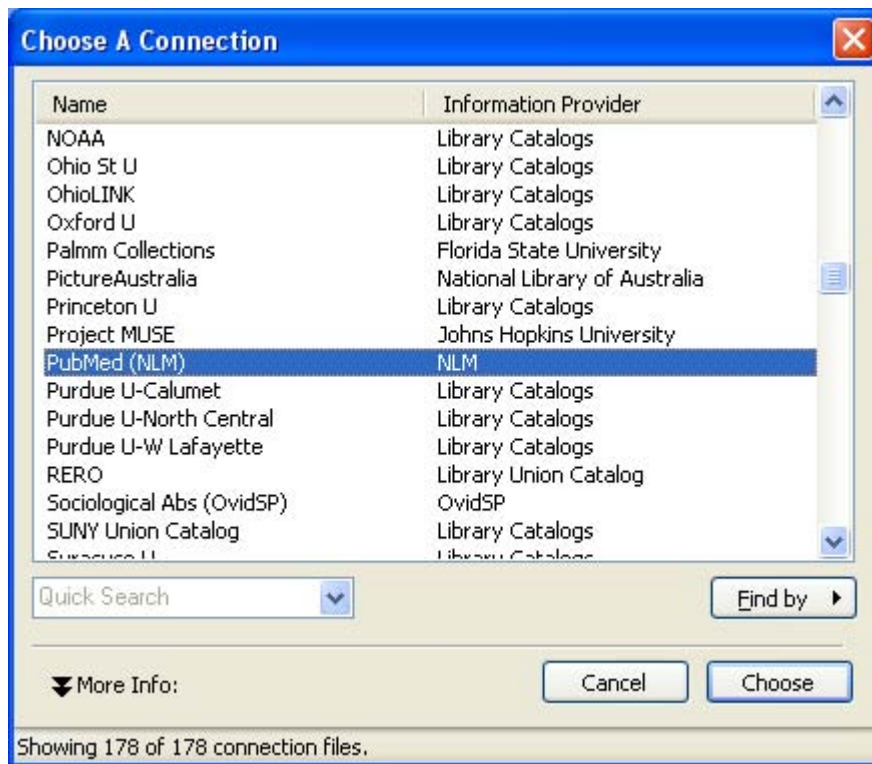 Choose A Connection
Name Information Provider
NOAA Library Catalogs
Ohio St U Library Catalogs
OhioLINK Library Catalogs
Oxford U Library Catalogs
Palmm Collections Florida State University
PictureAustralia National Library of Australia
Princeton U Library Catalogs
Project MUSE Johns Hopkins University
PubMed (NLM) NLM
Purdue U-Calumet Library Catalogs
Purdue U-North Central Library Catalogs
Purdue U-W Lafayette Library Catalogs
RERO Library Union Catalog
Sociological Abs (OvidSP) OvidSP
SUNY Union Catalog Library Catalogs
Syracuse U Library Catalogs
Quick Search Find by
More Info: Cancel Choose
Showing 178 of 178 connection files.